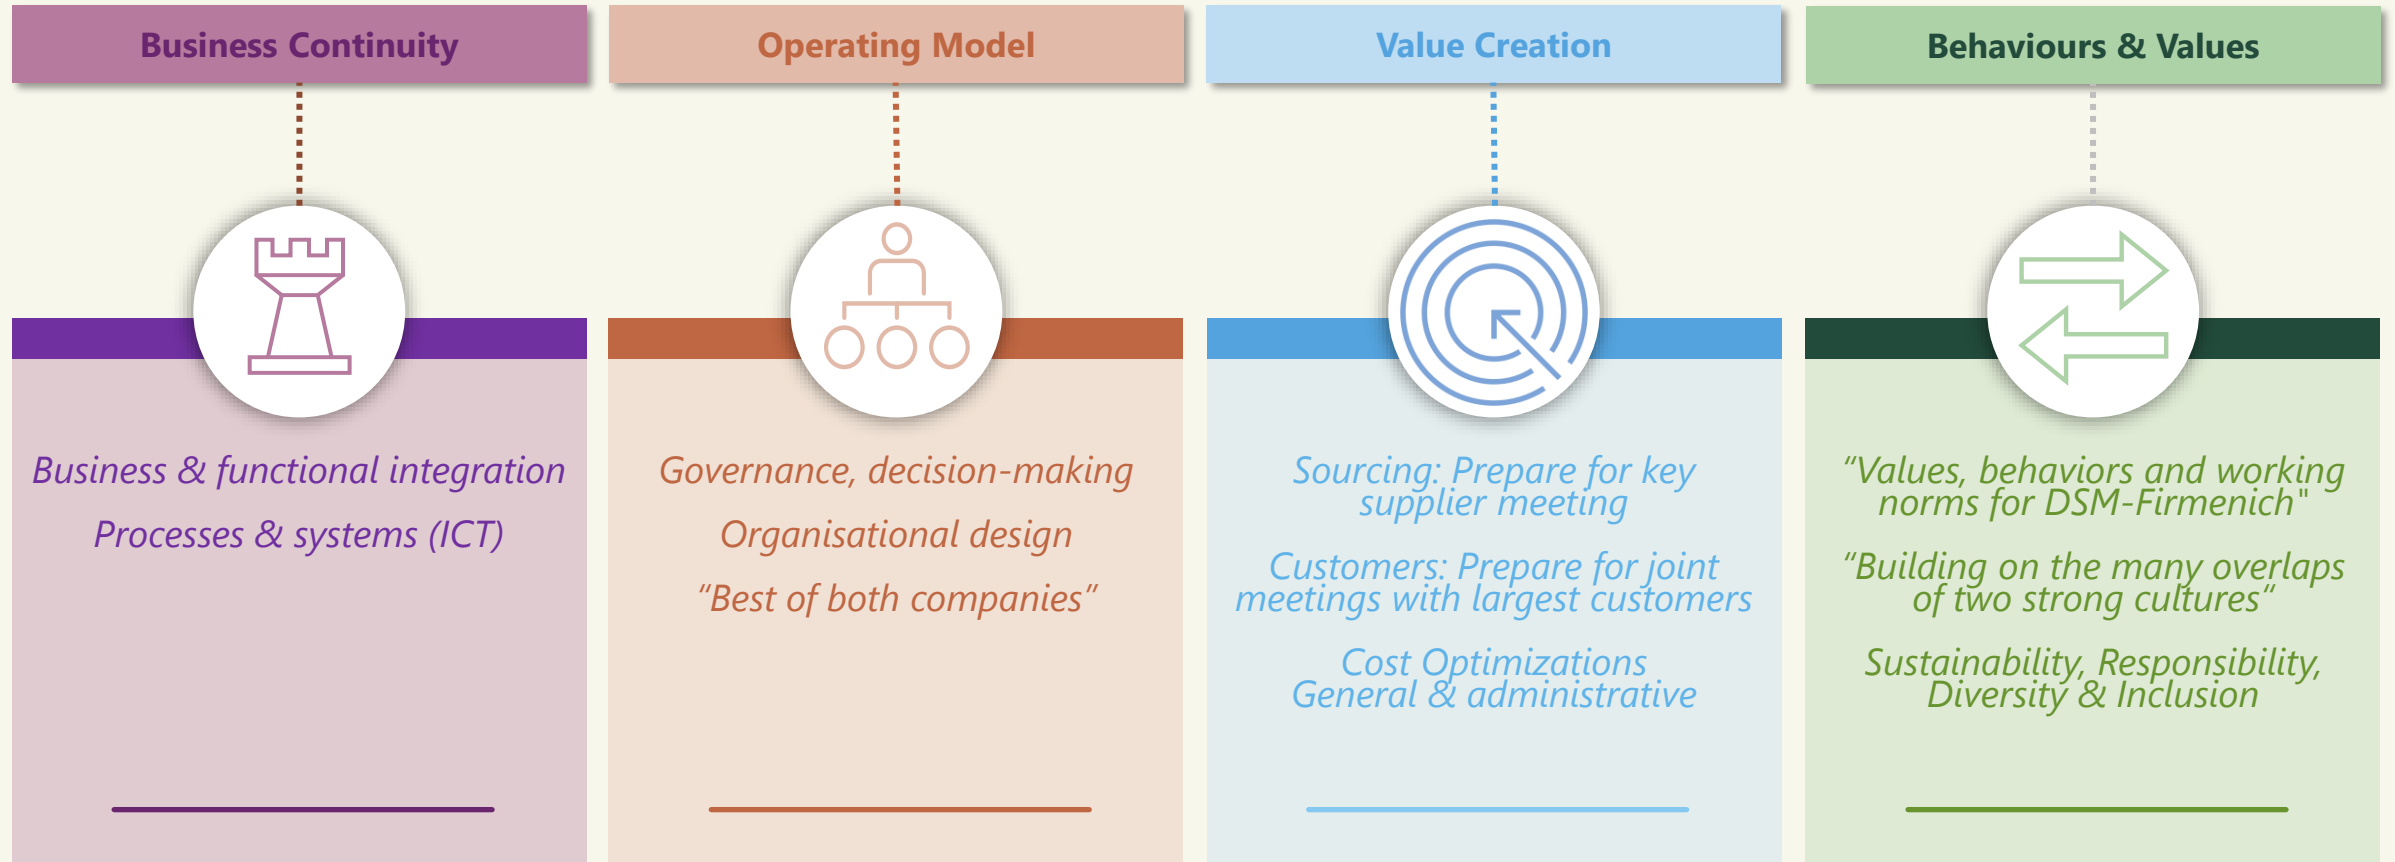 Business Continuity
Business & functional integration
Processes & systems (ICT)
Operating Model
Governance, decision-making
Organisational design
“Best of both companies”
Value Creation
Sourcing: Prepare for key
supplier meeting
Customers: Prepare for joint
meetings with largest customers
Cost Optimizations
General & administrative
Behaviours & Values
“Values, behaviors and working
norms for DSM-Firmenich"
“Building on the many overlaps
of two strong cultures”
Sustainability, Responsibility,
Diversity & Inclusion